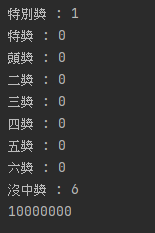 特別獎 : 1
特獎 : 0
頭獎 : 0
二獎 : 0
三獎 : 0
四獎 : 0
五獎 : 0
六獎 : 0
沒中獎 : 6
10000000